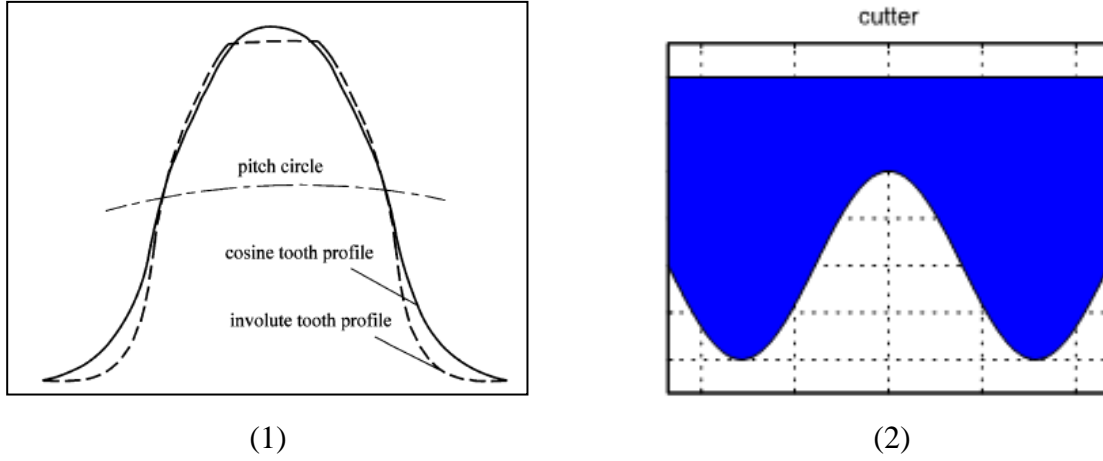 pitch circle
cosine tooth profile
involute tooth profile
(1)
cutter
(2)